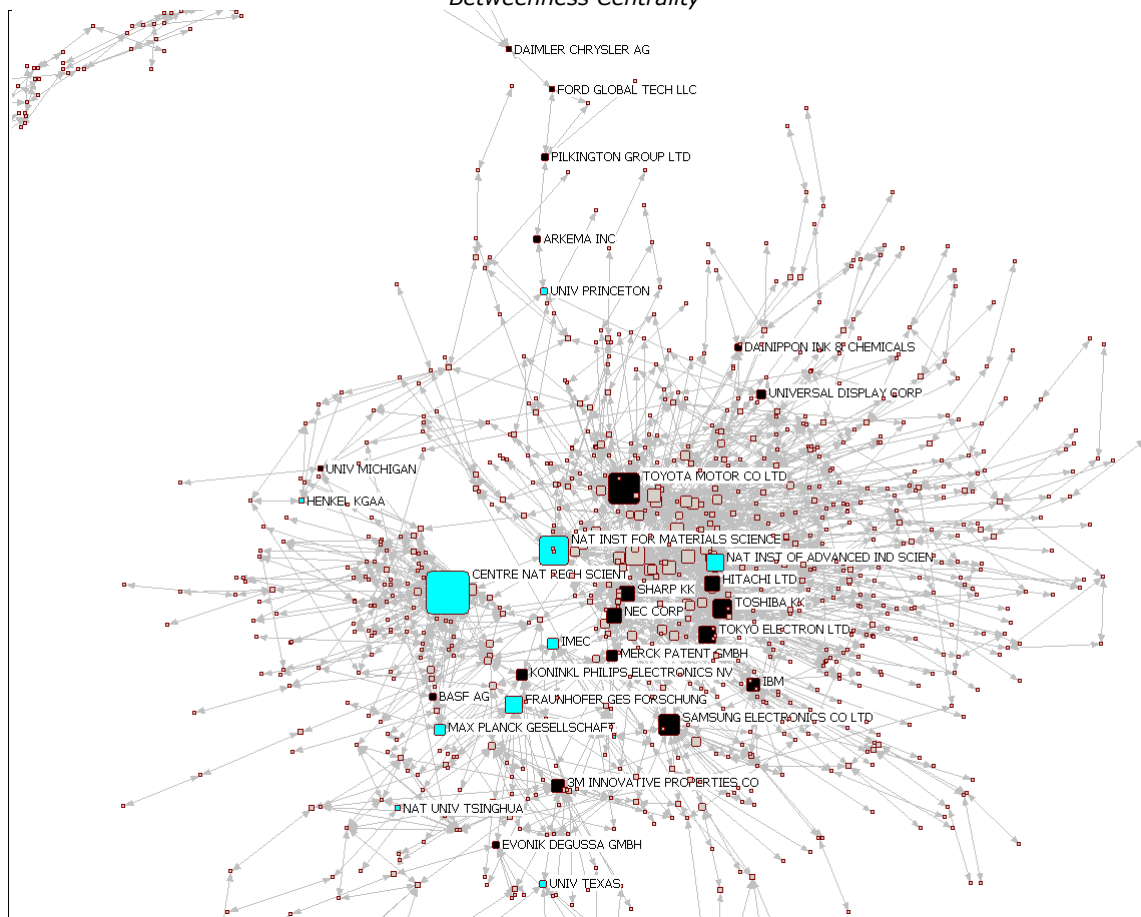 Betweenness Centrality
DAIMLER CHRYSLER AG
FORD GLOBAL TECH LLC
PILKINGTON GROUP LTD
ARKEMA INC
UNIV PRINCETON
DAINIPPON INK & CHEMICALS
UNIVERSAL DISPLAY CORP
UNIV MICHIGAN
TOYOTA MOTOR CO LTD
HENKEL KGAA
NAT INST FOR MATERIALS SCIENCE
NAT INST OF ADVANCED IND SCIEN
CENTRE NAT RECH SCIENT
HITACHI LTD
SHARP KK
TOSHIBA KK
NEC CORP
TOKYO ELECTRON LTD
IMEC
MERCK PATENT GMBH
KONINKL PHILIPS ELECTRONICS NV
IBM
BASF AG
FRAUNHOFER GES FORSCHUNG
SAMSUNG ELECTRONICS CO LTD
MAX PLANCK GESELLSCHAFT
3M INNOVATIVE PROPERTIES CO
NAT UNIV TSINGHUA
EVONIK DEGUSSA GMBH
UNIV TEXAS